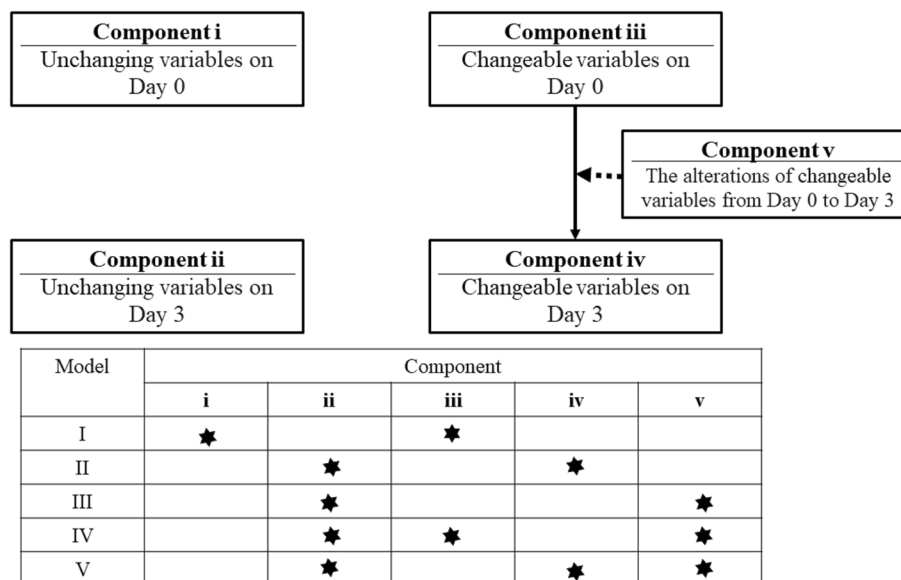 Component i
Unchanging variables on
Day 0
Component iii
Changeable variables on
Day 0
Component v
The alterations of changeable
variables from Day 0 to Day 3
Component ii
Unchanging variables on
Day 3
Component iv
Changeable variables on
Day 3
Model Component
i ii iii iv v
I ✶ ✶
II ✶ ✶
III ✶ ✶
IV ✶ ✶ ✶
V ✶ ✶ ✶